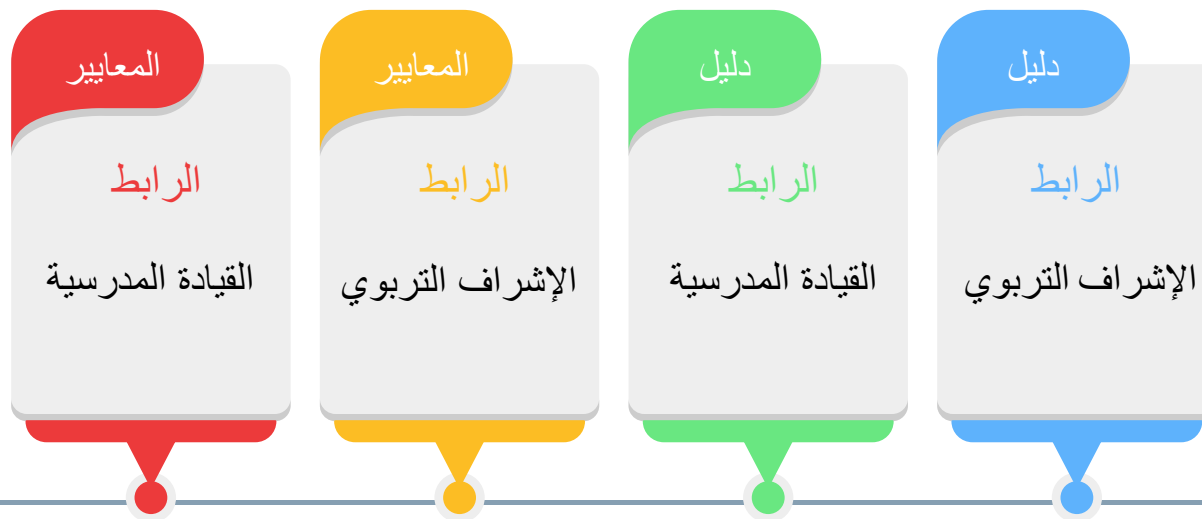 دليل
الرابط
الإشراف التربوي
دليل
الرابط
القيادة المدرسية
المعايير
الرابط
الإشراف التربوي
المعايير
الرابط
القيادة المدرسية